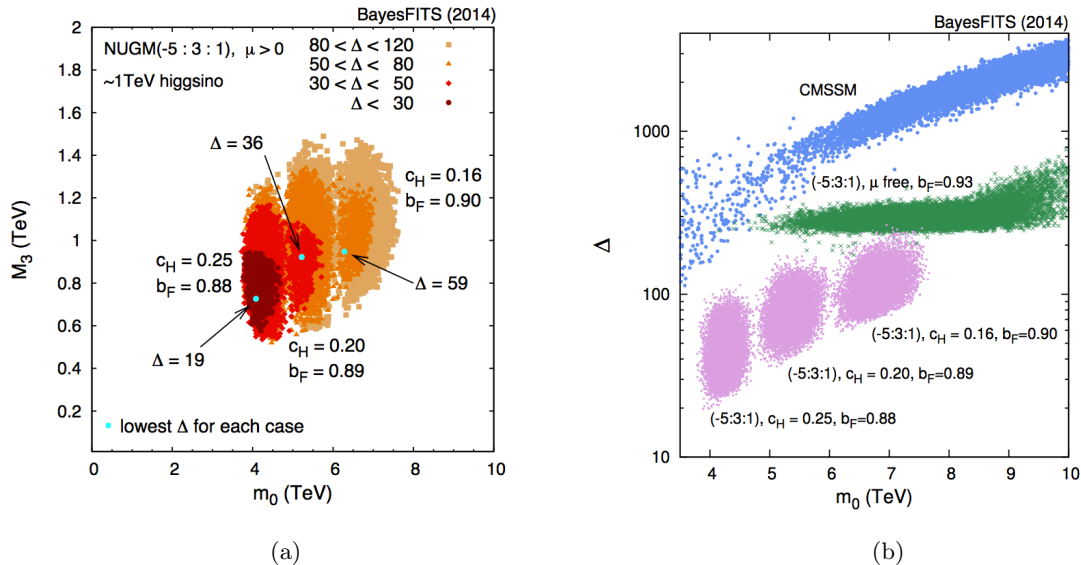 BayesFITS (2014)
NUGM(-5 : 3 : 1), μ > 0
~1TeV higgsino
80 < Δ < 120
50 < Δ < 80
30 < Δ < 50
Δ < 30
Δ = 36
c_H = 0.16
b_F = 0.90
c_H = 0.25
b_F = 0.88
Δ = 59
Δ = 19
c_H = 0.20
b_F = 0.89
lowest Δ for each case
M_3 (TeV)
2
1.8
1.6
1.4
1.2
1
0.8
0.6
0.4
0.2
0 2 4 6 8 10
m_0 (TeV)
(a)
BayesFITS (2014)
CMSSM
(-5:3:1), μ free, b_F=0.93
(-5:3:1), c_H = 0.16, b_F=0.90
(-5:3:1), c_H = 0.20, b_F=0.89
(-5:3:1), c_H = 0.25, b_F=0.88
Δ
1000
100
10
4 5 6 7 8 9 10
m_0 (TeV)
(b)